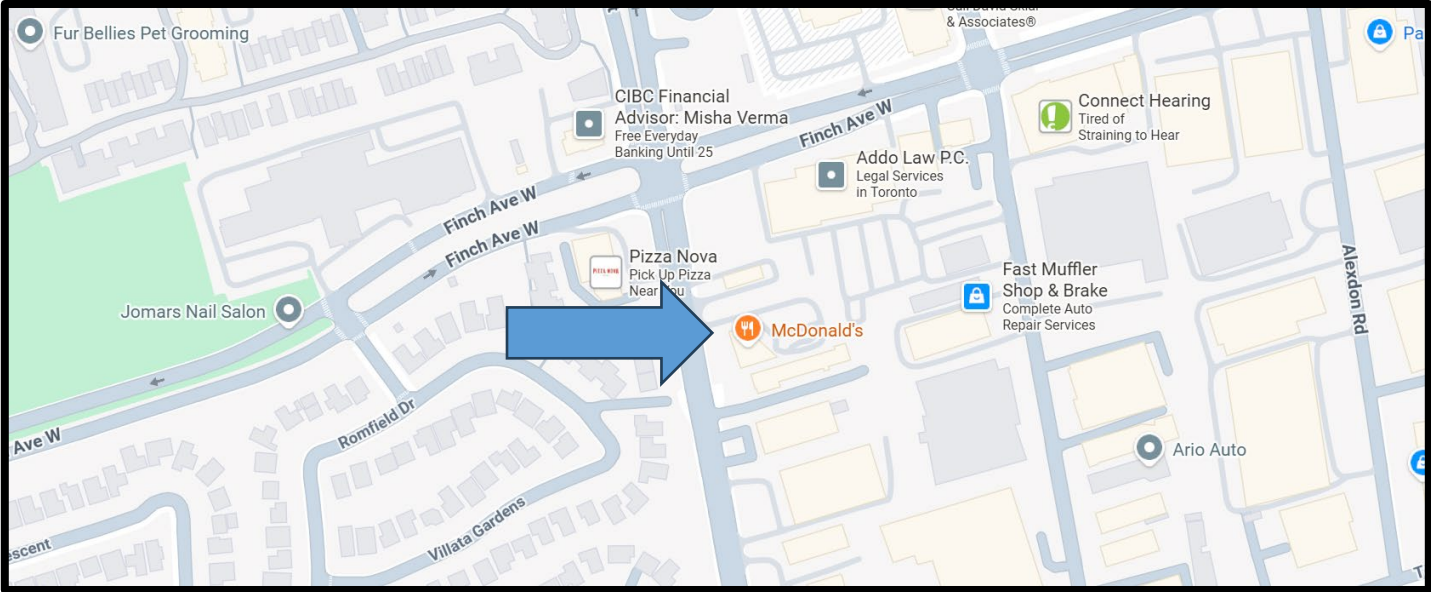 Fur Bellies Pet Grooming
& Associates®
Pa
CIBC Financial
Advisor: Misha Verma
Free Everyday
Banking Until 25
Finch Ave W
Connect Hearing
Tired of
Straining to Hear
Addo Law P.C.
Legal Services
in Toronto
Finch Ave W
Finch Ave W
Pizza Nova
Pick Up Pizza
Near
PIZZA NOVA
Jomars Nail Salon
McDonald's
Fast Muffler
Shop & Brake
Complete Auto
Repair Services
Alexdon Rd
Ave W
Romfield Dr
Ario Auto
Villata Gardens
escent
T